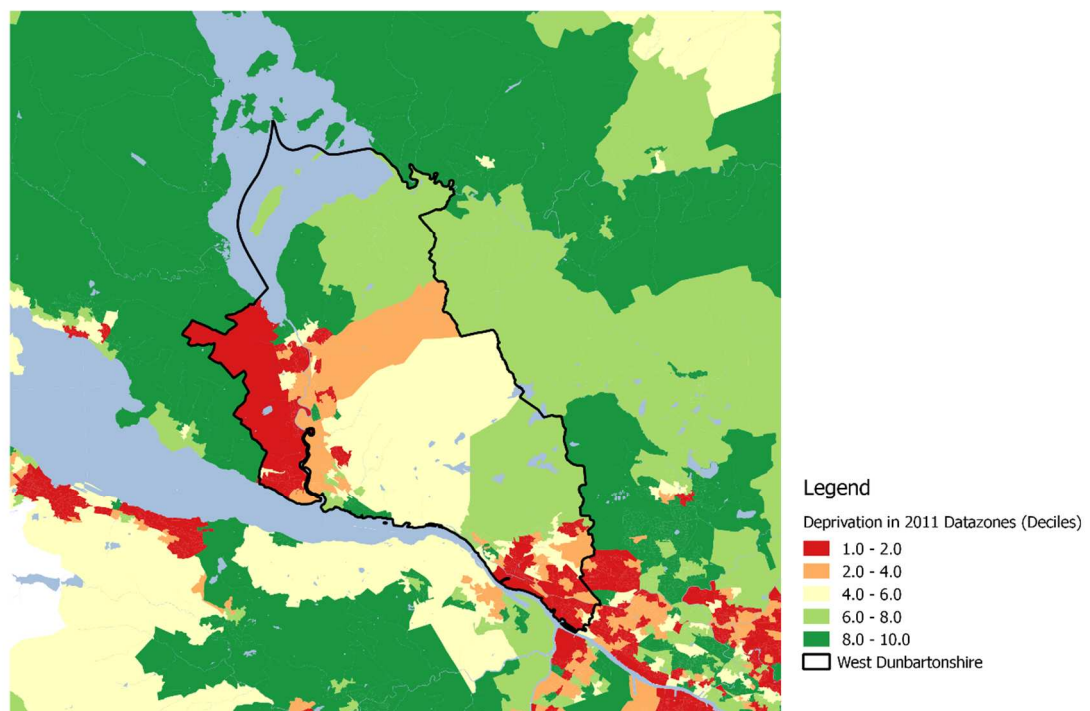 Legend
Deprivation in 2011 Datazones (Deciles)
1.0 - 2.0
2.0 - 4.0
4.0 - 6.0
6.0 - 8.0
8.0 - 10.0
West Dunbartonshire